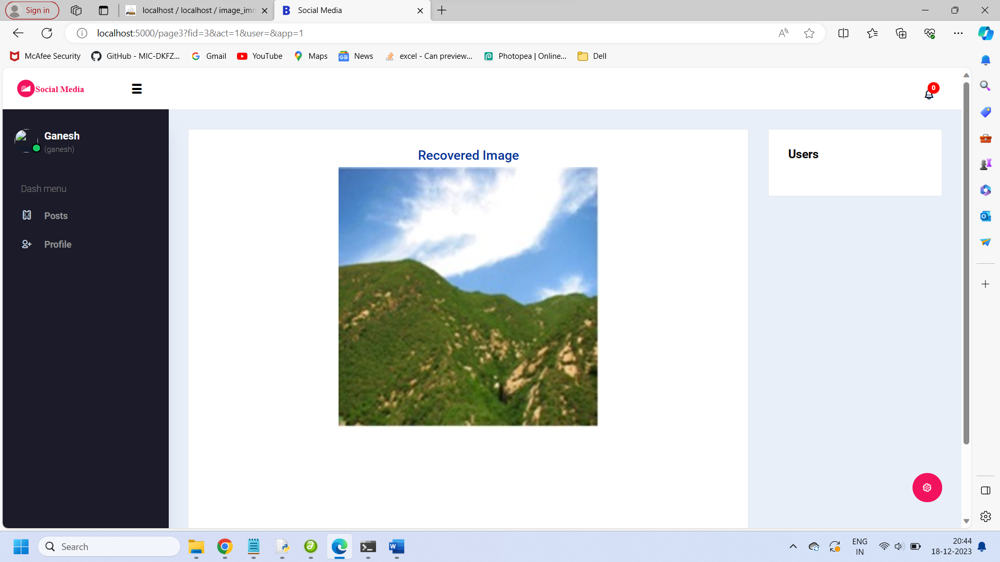 Sign in
localhost / localhost / image_imm
Social Media
localhost:5000/page3?fid=3&act=1&user=&app=1
McAfee Security
GitHub - MIC-DKFZ...
Gmail
YouTube
Maps
News
excel - Can preview...
Photopea | Online...
Dell
Social Media
0
Ganesh
(ganesh)
Dash menu
Posts
Profile
Recovered Image
Users
Search
ENG
IN
20:44
18-12-2023